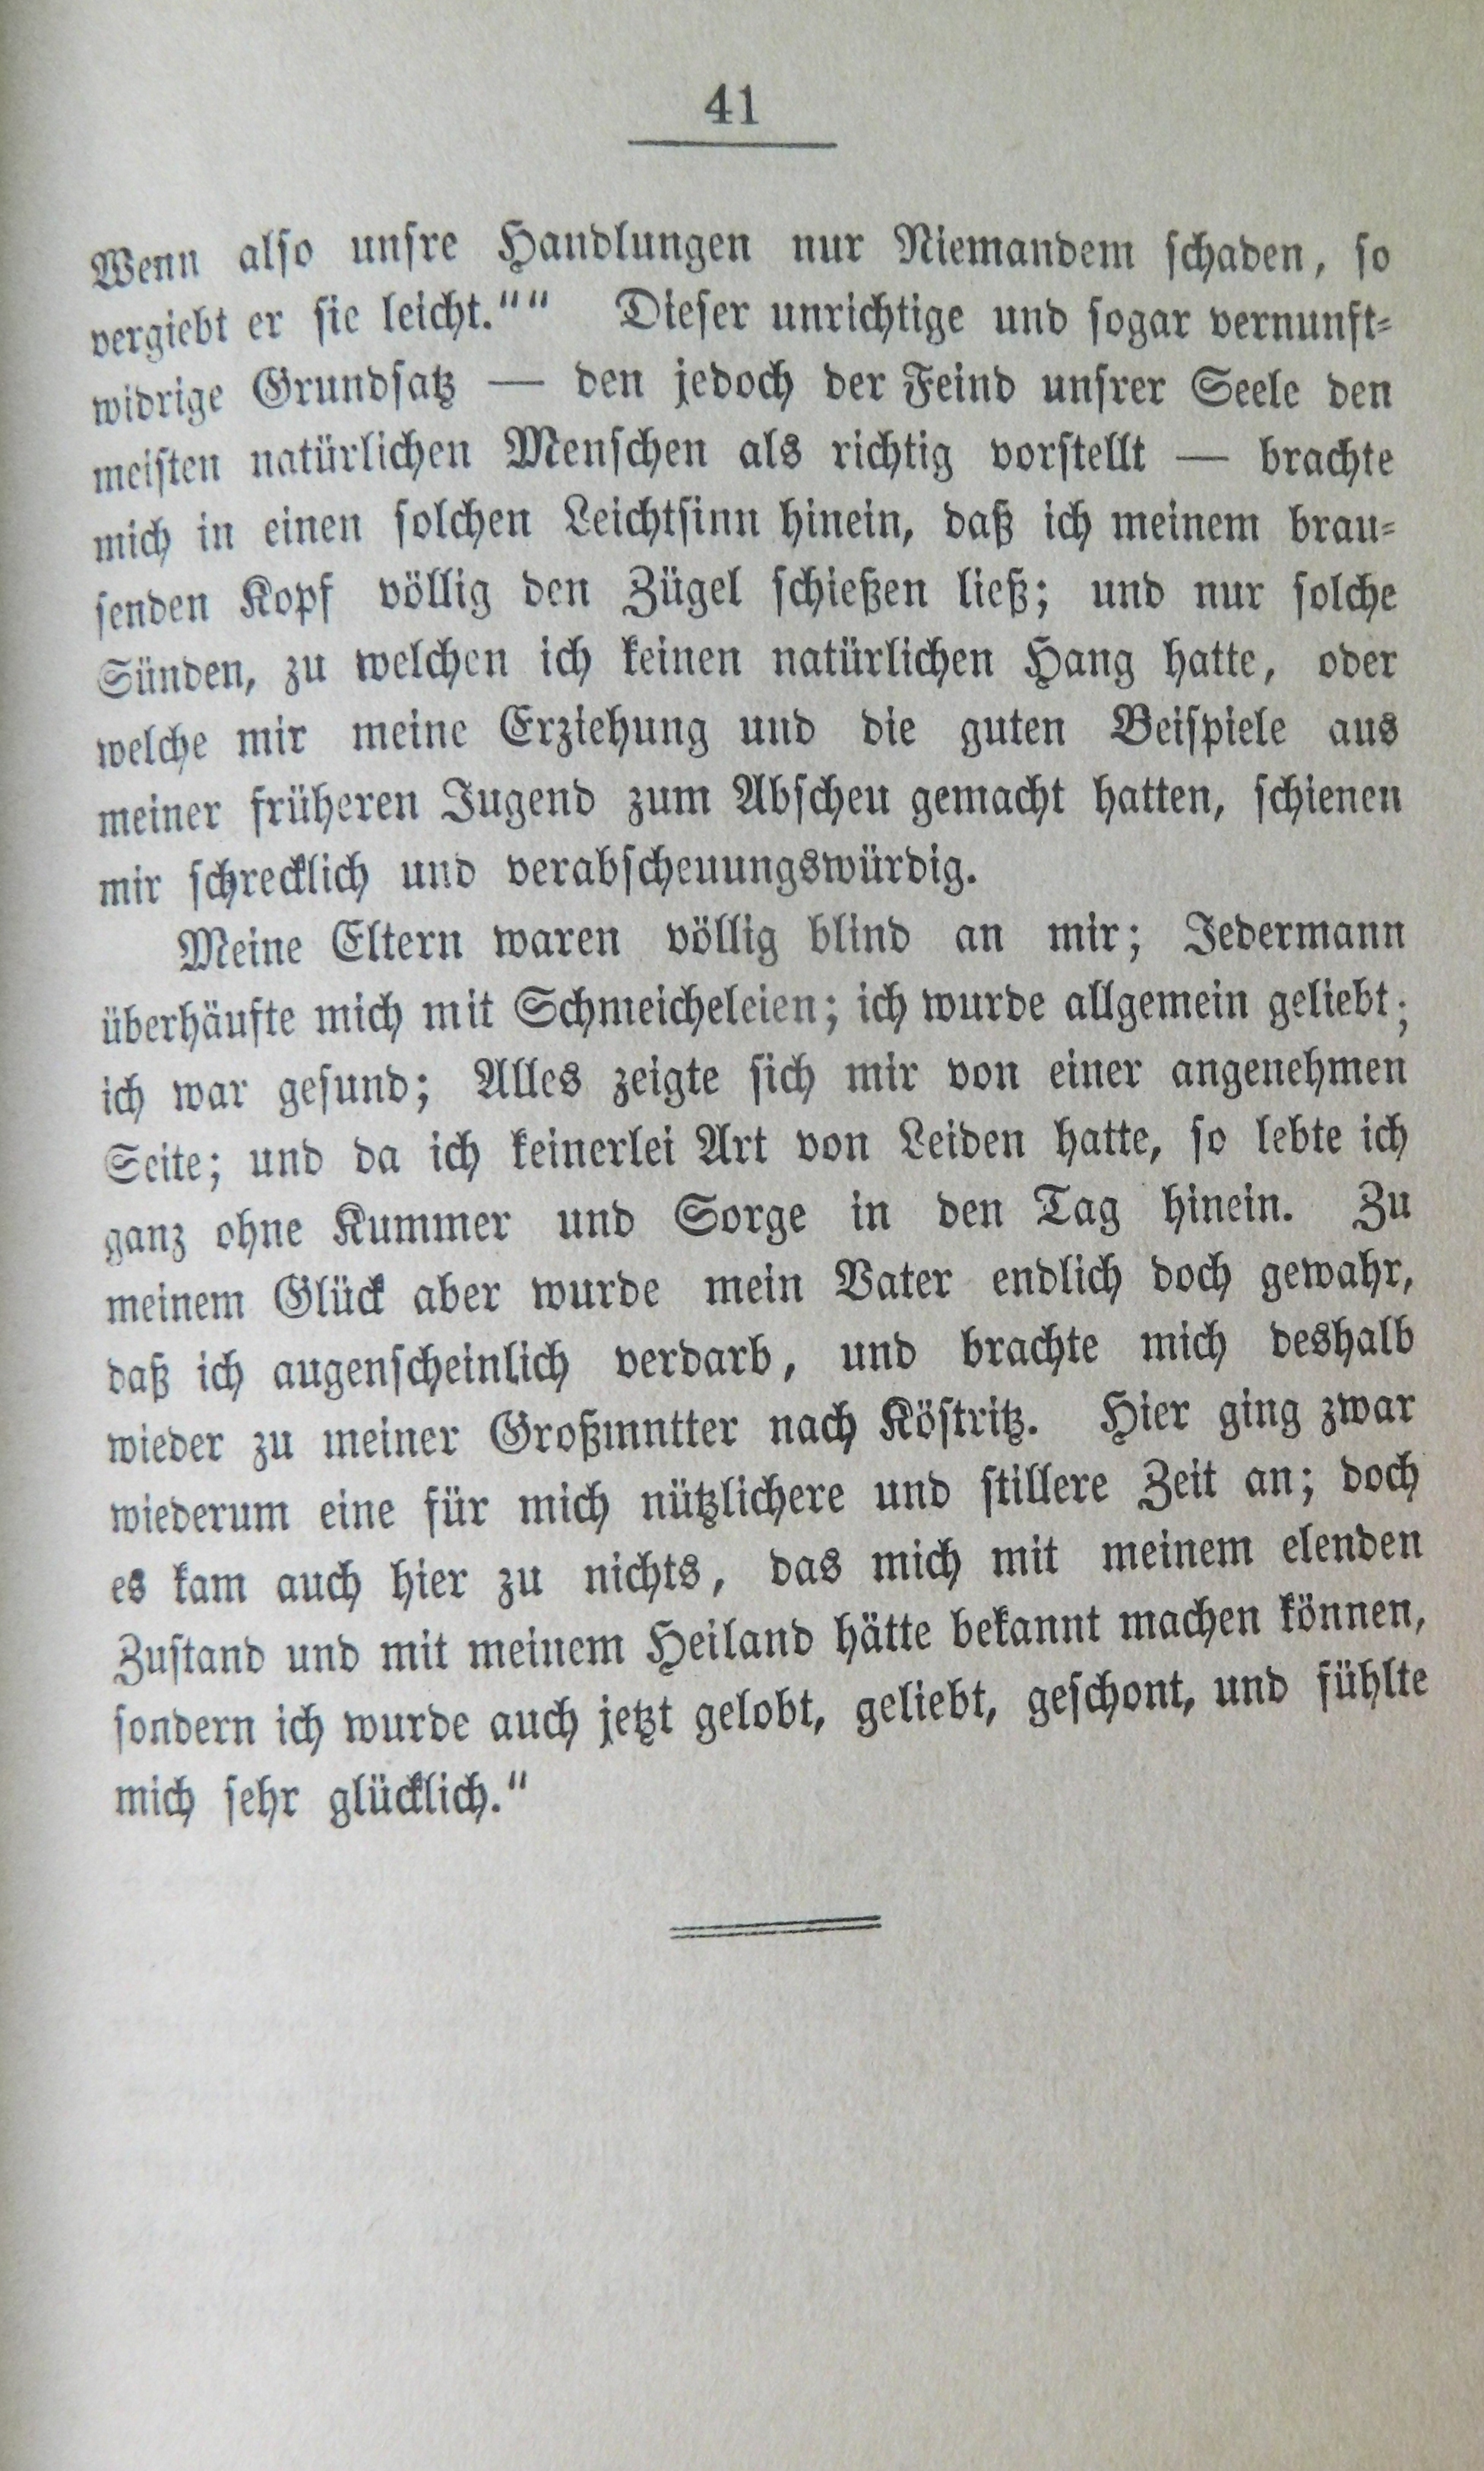 41
Wenn also unsre Handlungen nur Niemandem schaden, so
vergiebt er sie leicht.““ Dieser unrichtige und sogar vernunft-
widrige Grundsatz — den jedoch der Feind unsrer Seele den
meisten natürlichen Menschen als richtig vorstellt — brachte
mich in einen solchen Leichtsinn hinein, daß ich meinem brau-
senden Kopf völlig den Zügel schießen ließ; und nur solche
Sünden, zu welchen ich keinen natürlichen Hang hatte, oder
welche mir meine Erziehung und die guten Beispiele aus
meiner früheren Jugend zum Abscheu gemacht hatten, schienen
mir schrecklich und verabscheuungswürdig.
Meine Eltern waren völlig blind an mir; Jedermann
überhäufte mich mit Schmeicheleien; ich wurde allgemein geliebt;
ich war gesund; Alles zeigte sich mir von einer angenehmen
Seite; und da ich keinerlei Art von Leiden hatte, so lebte ich
ganz ohne Kummer und Sorge in den Tag hinein. Zu
meinem Glück aber wurde mein Vater endlich doch gewahr,
daß ich augenscheinlich verdarb, und brachte mich deshalb
wieder zu meiner Großmntter nach Köstritz. Hier ging zwar
wiederum eine für mich nützlichere und stillere Zeit an; doch
es kam auch hier zu nichts, das mich mit meinem elenden
Zustand und mit meinem Heiland hätte bekannt machen können,
sondern ich wurde auch jetzt gelobt, geliebt, geschont, und fühlte
mich sehr glücklich.“